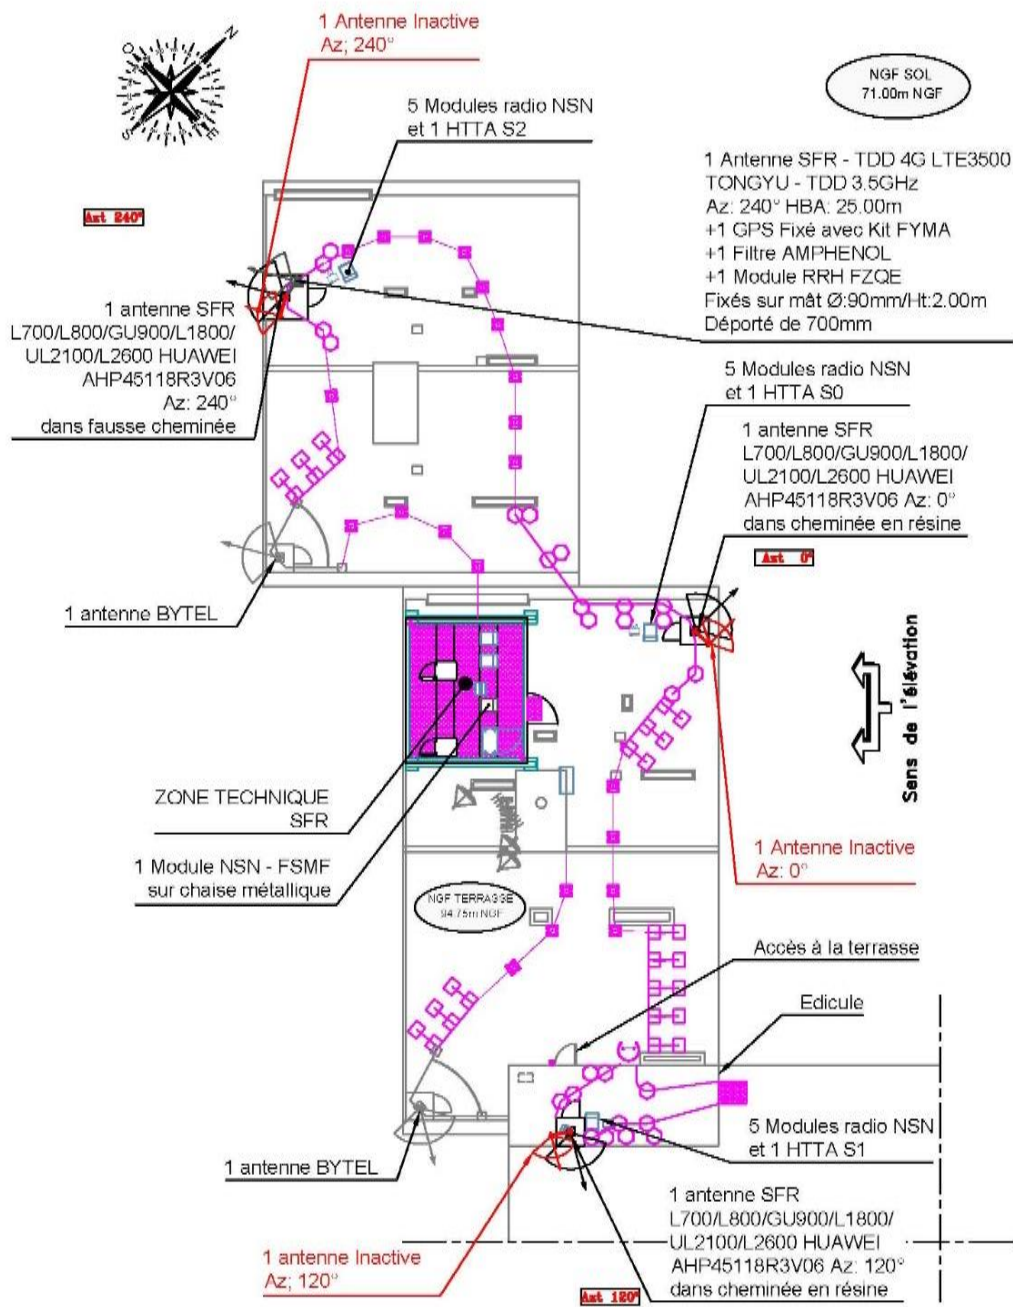 1 Antenne Inactive
Az; 240°
N
O
S
E
5 Modules radio NSN
et 1 HTTA S2
NGF SOL
71.00m NGF
1 Antenne SFR - TDD 4G LTE3500
TONGYU - TDD 3.5GHz
Az: 240° HBA: 25.00m
+1 GPS Fixé avec Kit FYMA
+1 Filtre AMPHENOL
+1 Module RRH FZQE
Fixés sur mât Ø:90mm/Ht:2.00m
Déporté de 700mm
Azt 240°
1 antenne SFR
L700/L800/GU900/L1800/
UL2100/L2600 HUAWEI
AHP45118R3V06
Az: 240°
dans fausse cheminée
5 Modules radio NSN
et 1 HTTA S0
1 antenne SFR
L700/L800/GU900/L1800/
UL2100/L2600 HUAWEI
AHP45118R3V06 Az: 0°
dans cheminée en résine
Azt 0°
1 antenne BYTEL
Sens de l'élévation
ZONE TECHNIQUE
SFR
1 Module NSN - FSMF
sur chaise métallique
1 Antenne Inactive
Az: 0°
NGF TERRASSE
94.75m NGF
Accès à la terrasse
Edicule
1 antenne BYTEL
5 Modules radio NSN
et 1 HTTA S1
1 antenne SFR
L700/L800/GU900/L1800/
UL2100/L2600 HUAWEI
AHP45118R3V06 Az: 120°
dans cheminée en résine
1 antenne Inactive
Az; 120°
Azt 120°